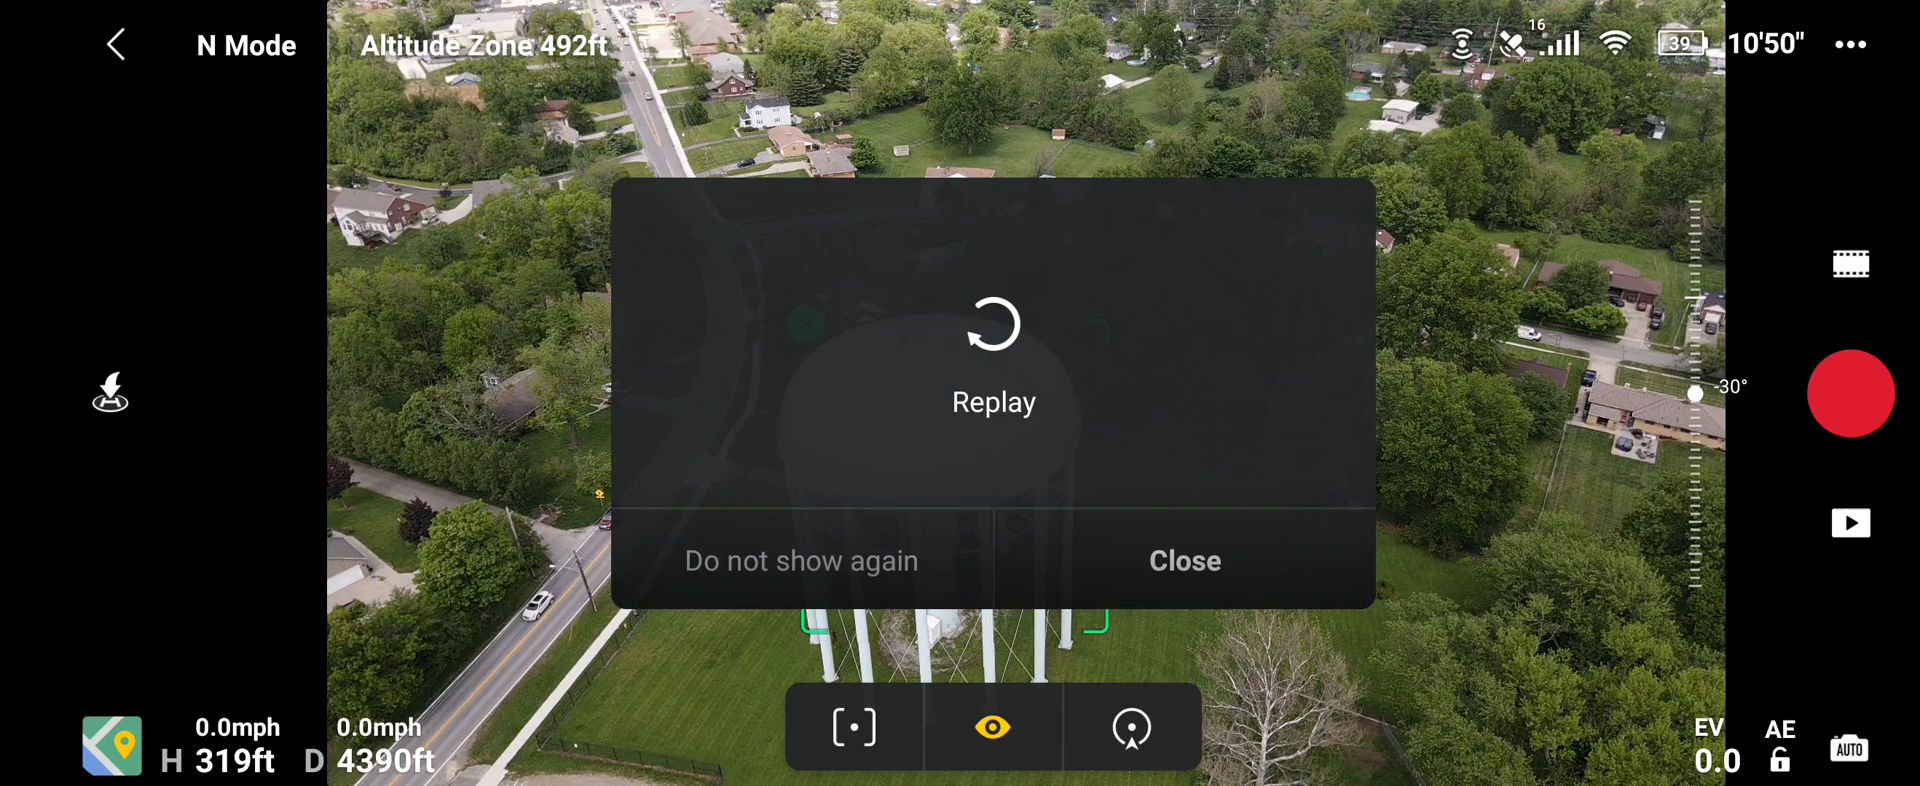 N Mode
Altitude Zone 492ft
16
39
10'50"
Replay
-30°
Do not show again
Close
0.0mph
0.0mph
H 319ft
D 4390ft
EV
0.0
AE
AUTO